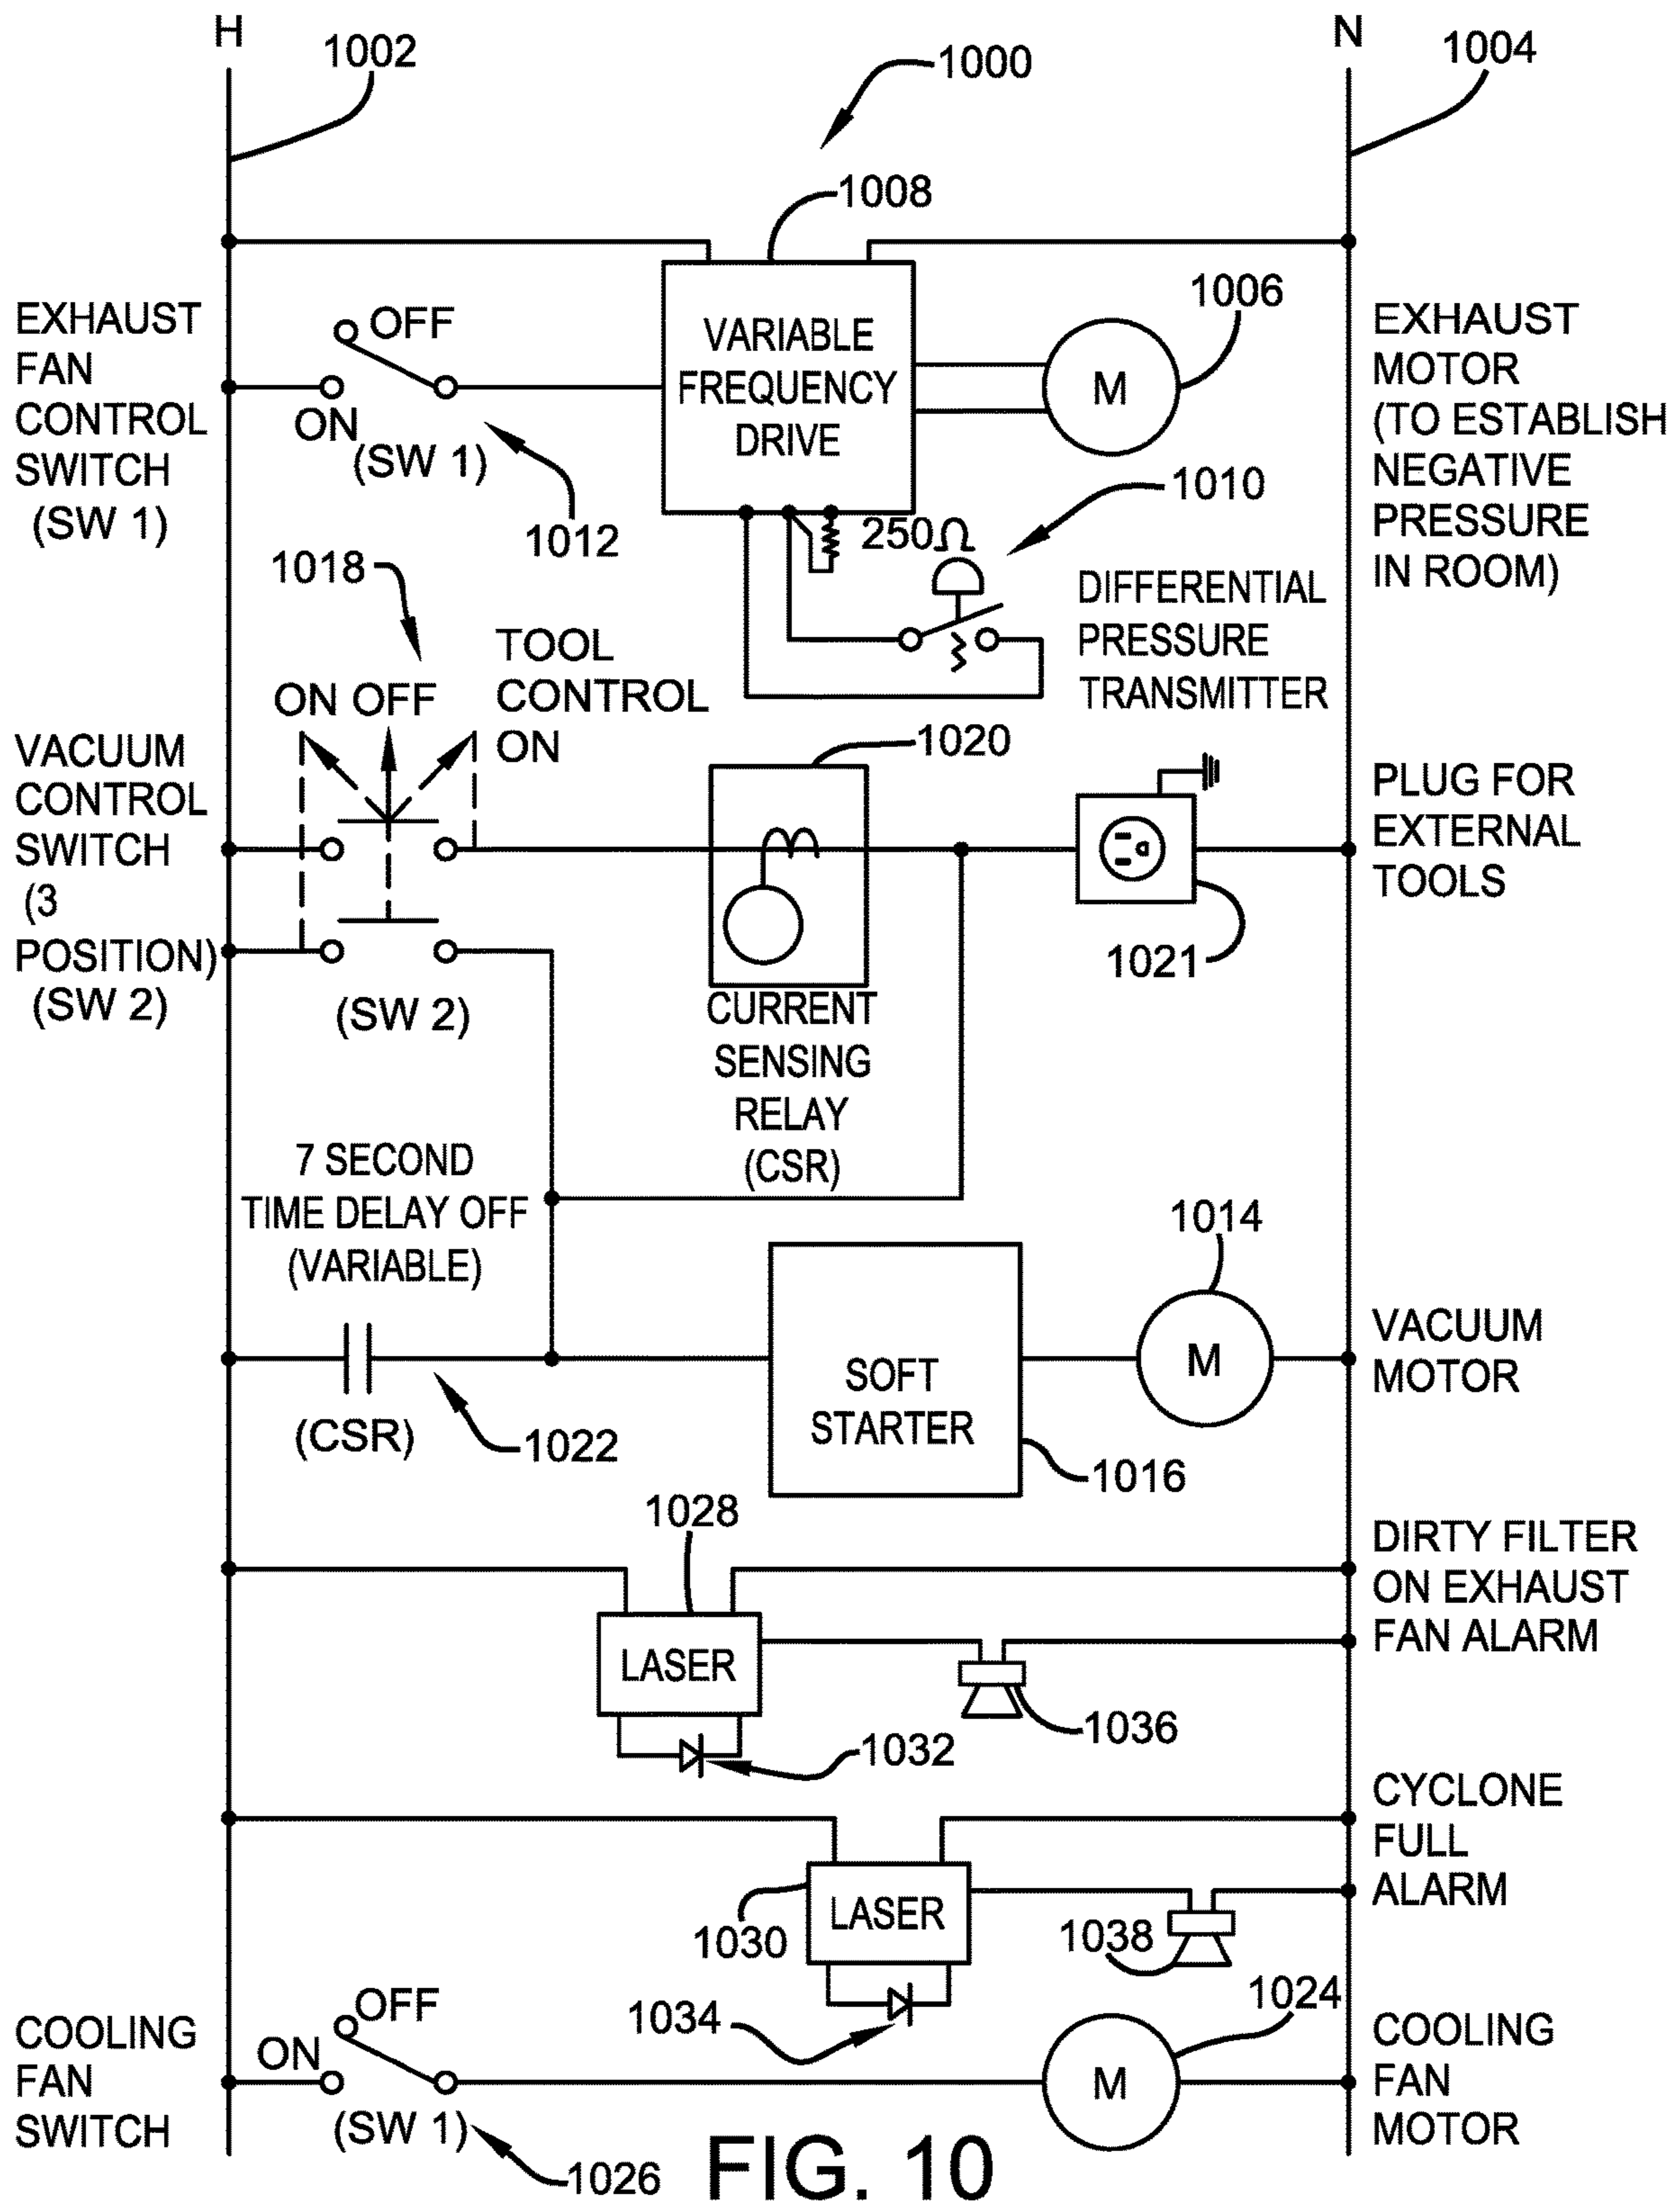 H
N
1002
1004
1000
1008
EXHAUST
FAN
CONTROL
SWITCH
(SW 1)
OFF
ON
(SW 1)
1012
VARIABLE
FREQUENCY
DRIVE
M
1006
EXHAUST
MOTOR
(TO ESTABLISH
NEGATIVE
PRESSURE
IN ROOM)
250Ω
1010
DIFFERENTIAL
PRESSURE
TRANSMITTER
1018
ON OFF
TOOL
CONTROL
ON
VACUUM
CONTROL
SWITCH
(3
POSITION)
(SW 2)
(SW 2)
1020
CURRENT
SENSING
RELAY
(CSR)
1021
PLUG FOR
EXTERNAL
TOOLS
7 SECOND
TIME DELAY OFF
(VARIABLE)
(CSR)
1022
SOFT
STARTER
1016
1014
M
VACUUM
MOTOR
1028
LASER
1032
1036
DIRTY FILTER
ON EXHAUST
FAN ALARM
1030
LASER
1034
1038
CYCLONE
FULL
ALARM
COOLING
FAN
SWITCH
OFF
ON
(SW 1)
1026
M
1024
COOLING
FAN
MOTOR
FIG. 10